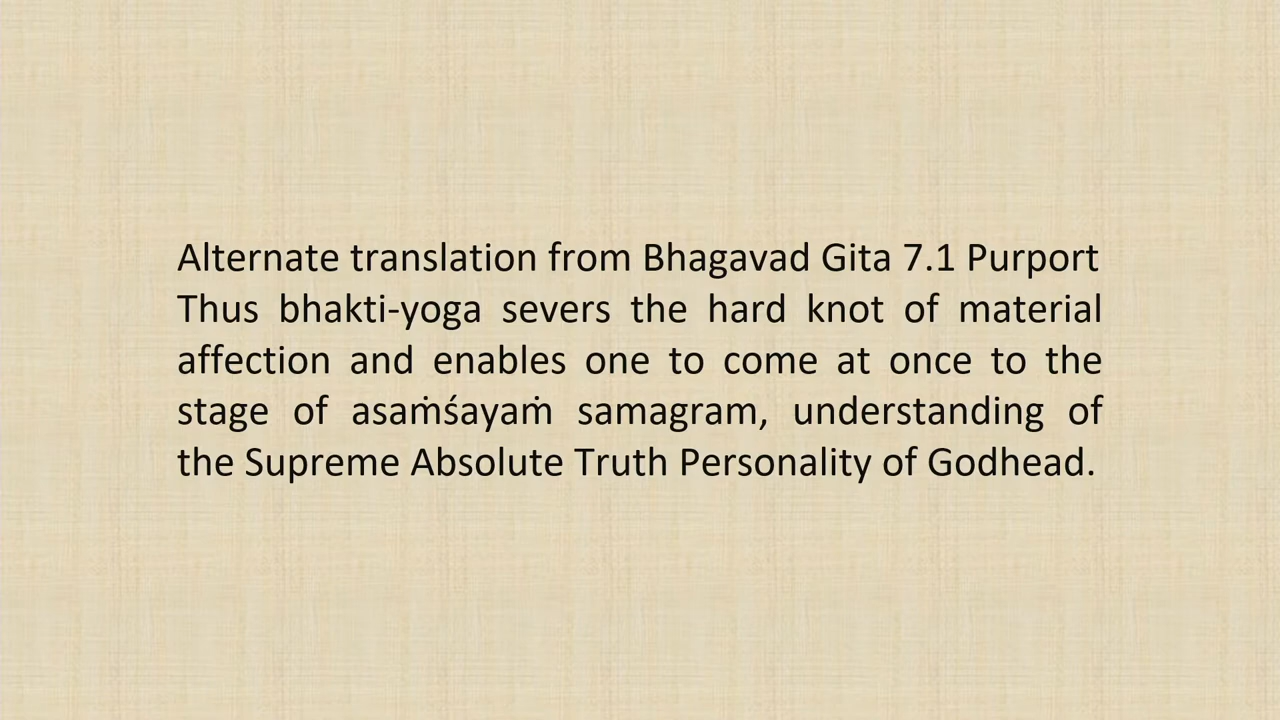 Alternate translation from Bhagavad Gita 7.1 Purport
Thus bhakti-yoga severs the hard knot of material
affection and enables one to come at once to the
stage of asaṁśayaṁ samagram, understanding of
the Supreme Absolute Truth Personality of Godhead.